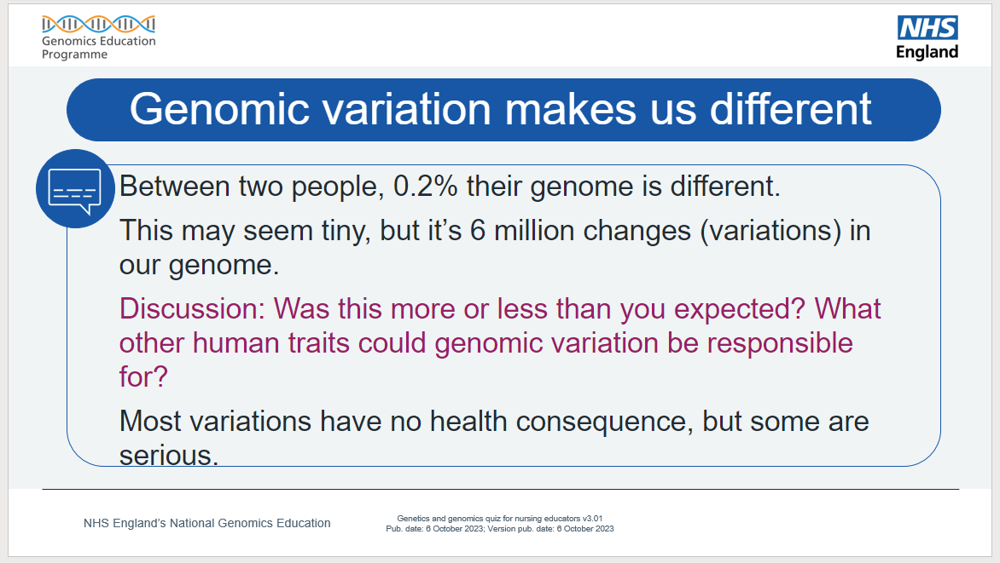 Genomics Education
Programme
NHS
England
Genomic variation makes us different
Between two people, 0.2% their genome is different.
This may seem tiny, but it’s 6 million changes (variations) in
our genome.
Discussion: Was this more or less than you expected? What
other human traits could genomic variation be responsible
for?
Most variations have no health consequence, but some are
serious.
NHS England’s National Genomics Education
Genetics and genomics quiz for nursing educators v3.01
Pub. date: 6 October 2023; Version pub. date: 6 October 2023